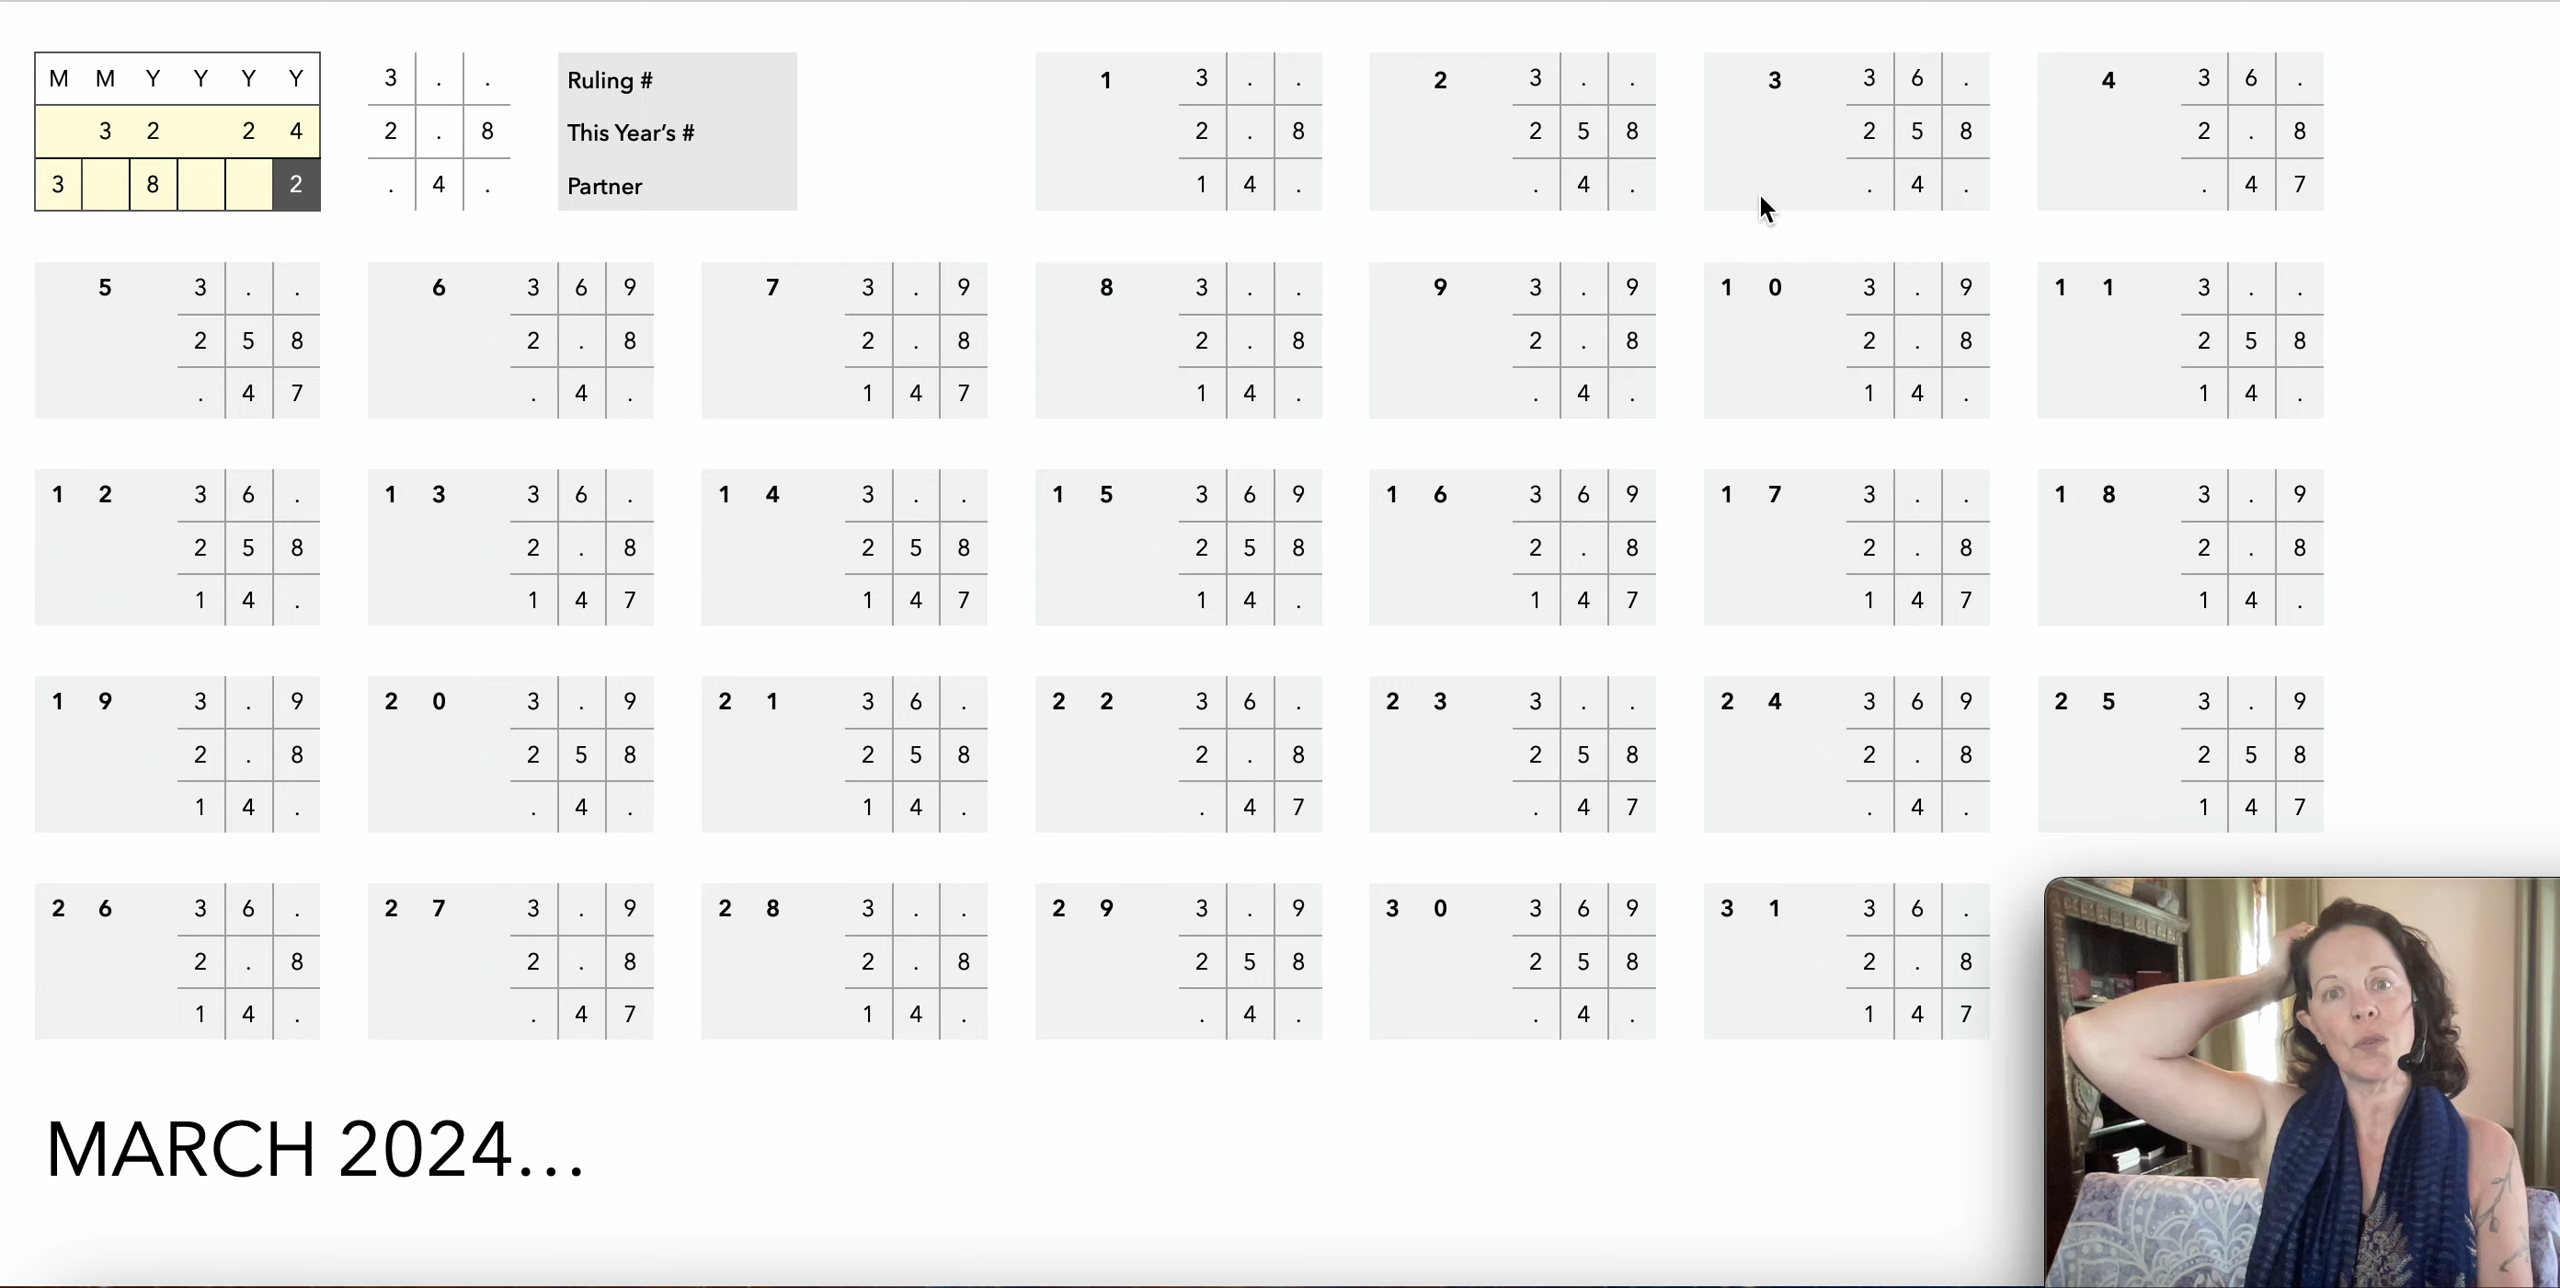 M M Y Y Y Y 3 . . Ruling # 1 3 . . 2 3 . . 3 3 6 . 4 3 6 .
3 2 2 4 2 . 8 This Year's # 2 . 8 2 5 8 2 5 8 2 . 8
3 8 2 . 4 . Partner 1 4 . . 4 . . 4 . . 4 7
5 3 . . 6 3 6 9 7 3 . 9 8 3 . . 9 3 . 9 1 0 3 . 9 1 1 3 . .
2 5 8 2 . 8 2 . 8 2 . 8 2 . 8 2 . 8 2 5 8
. 4 7 . 4 . 1 4 7 1 4 . . 4 . 1 4 . 1 4 .
1 2 3 6 . 1 3 3 6 . 1 4 3 . . 1 5 3 6 9 1 6 3 6 9 1 7 3 . . 1 8 3 . 9
2 5 8 2 . 8 2 5 8 2 5 8 2 . 8 2 . 8 2 . 8
1 4 . 1 4 7 1 4 7 1 4 . 1 4 7 1 4 7 1 4 .
1 9 3 . 9 2 0 3 . 9 2 1 3 6 . 2 2 3 6 . 2 3 3 . . 2 4 3 6 9 2 5 3 . 9
2 . 8 2 5 8 2 5 8 2 . 8 2 5 8 2 . 8 2 5 8
1 4 . . 4 . 1 4 . . 4 7 . 4 7 . 4 . 1 4 7
2 6 3 6 . 2 7 3 . 9 2 8 3 . . 2 9 3 . 9 3 0 3 6 9 3 1 3 6 .
2 . 8 2 . 8 2 . 8 2 5 8 2 5 8 2 . 8
1 4 . . 4 7 1 4 . . 4 . . 4 . 1 4 7
MARCH 2024...